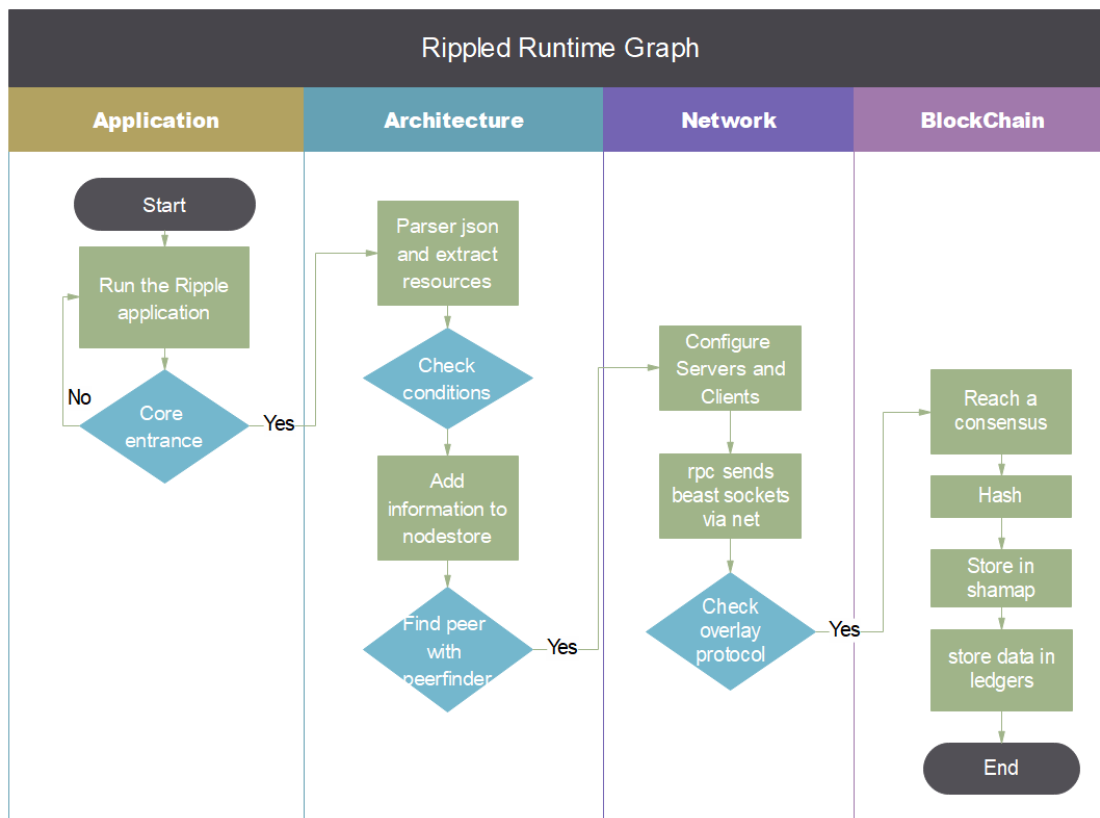 Rippled Runtime Graph
Application
Architecture
Network
BlockChain
Start
Run the Ripple
application
No
Core
entrance
Yes
Parser json
and extract
resources
Check
conditions
Add
information to
nodestore
Find peer
with
peerfinder
Yes
Configure
Servers and
Clients
rpc sends
beast sockets
via net
Check
overlay
protocol
Yes
Reach a
consensus
Hash
Store in
shamap
store data in
ledgers
End